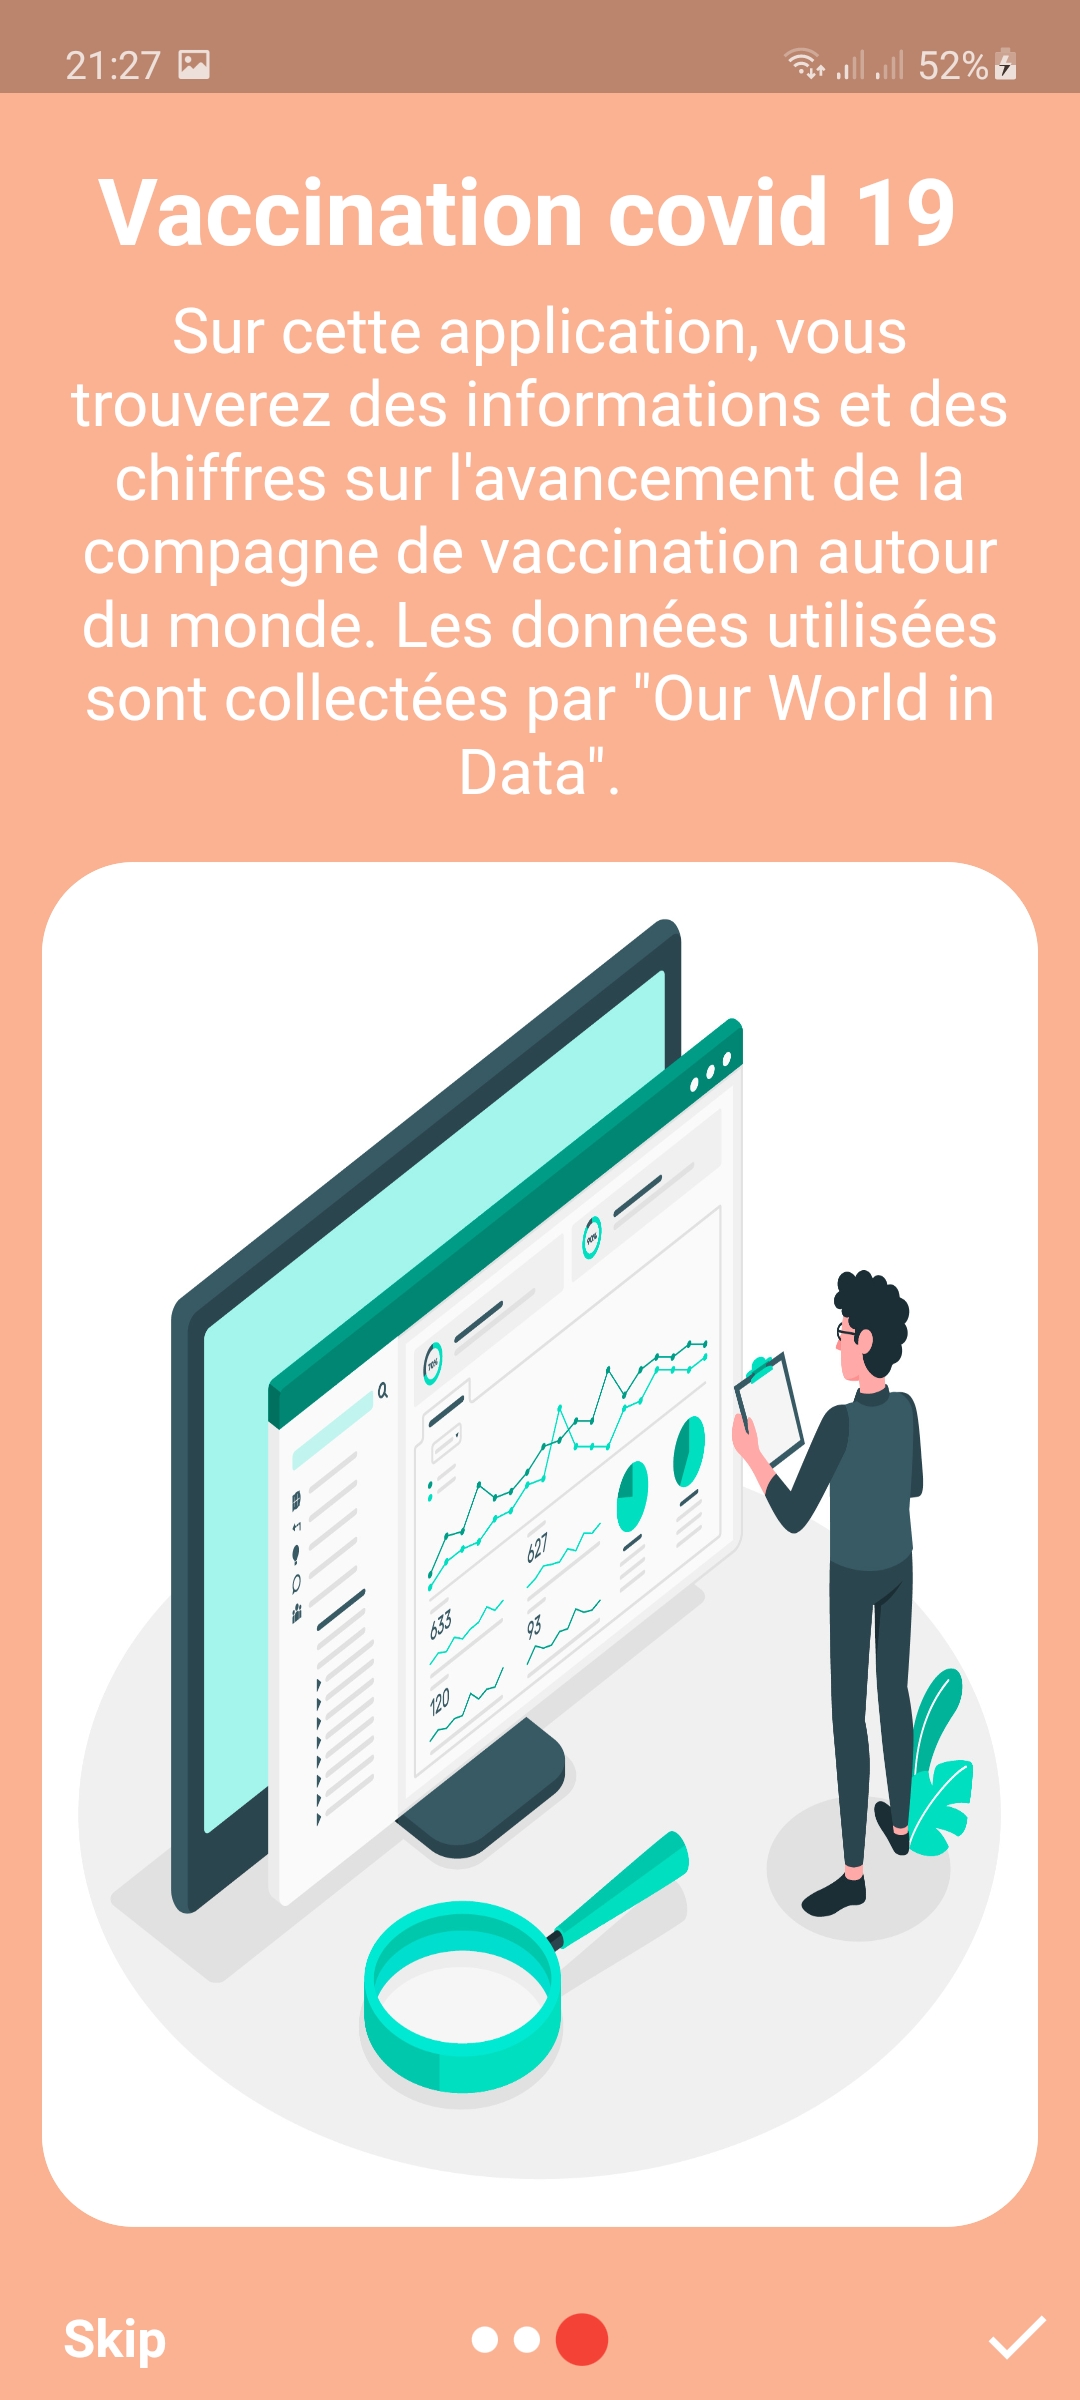 21:27 52%
Vaccination covid 19
Sur cette application, vous
trouverez des informations et des
chiffres sur l'avancement de la
compagne de vaccination autour
du monde. Les données utilisées
sont collectées par "Our World in
Data".
90%
70%
627
633
93
120
Skip